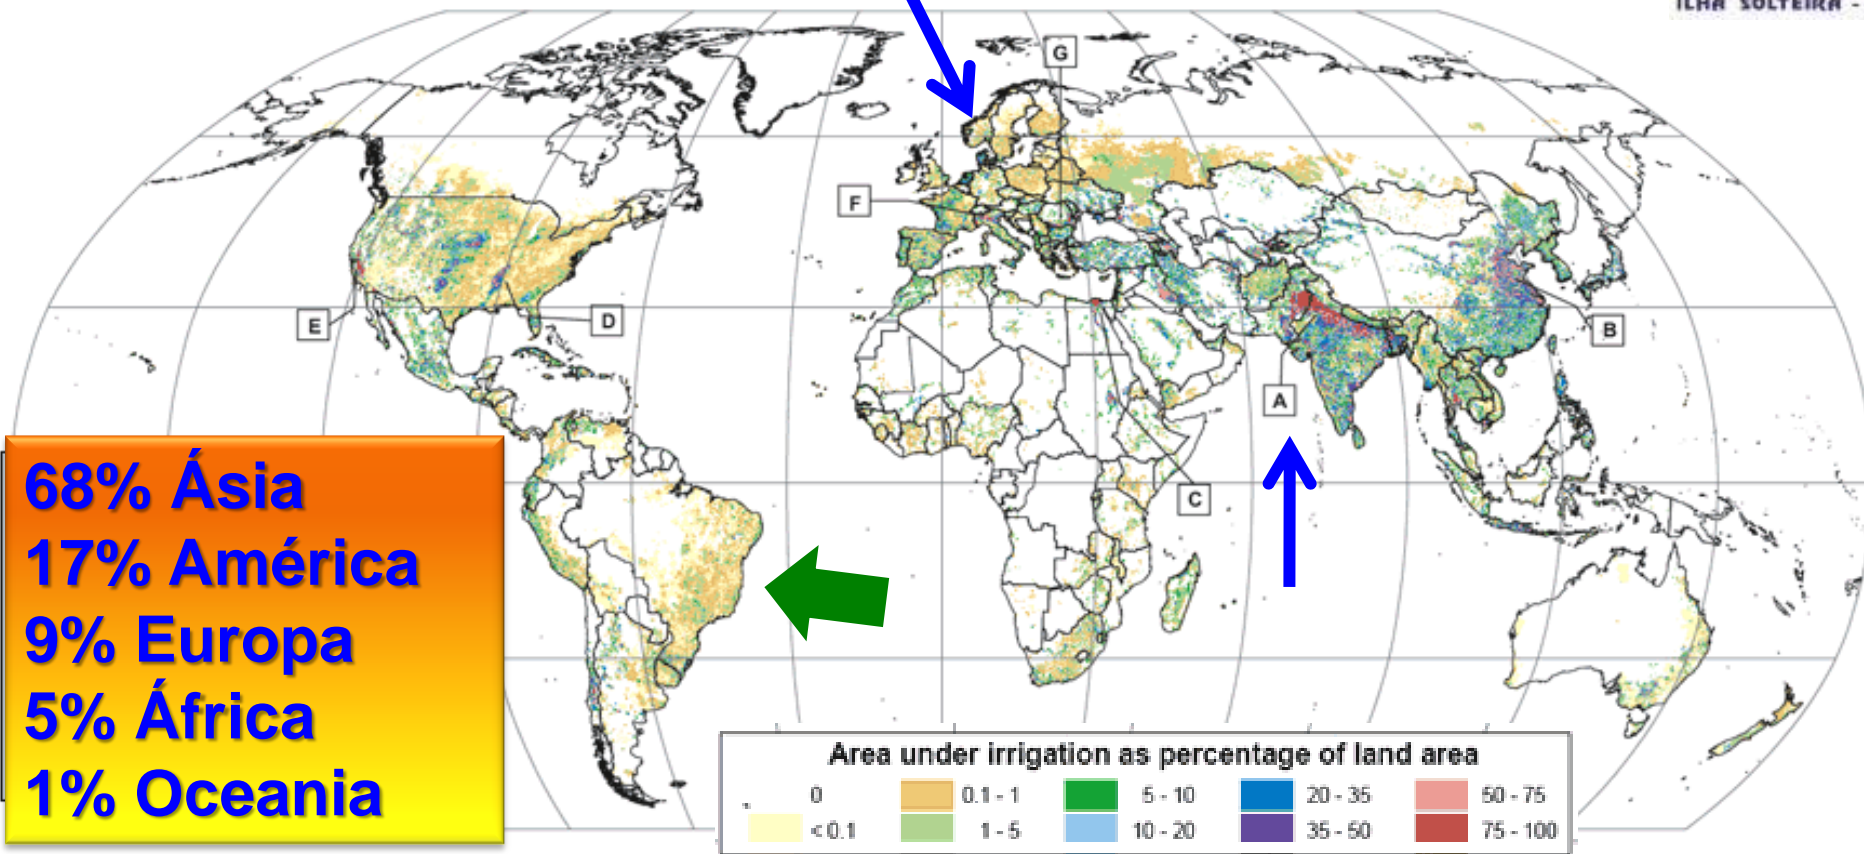 ILHA SOLTEIRA -
G
F
E
D
B
A
C
68% Ásia
17% América
9% Europa
5% África
1% Oceania
Area under irrigation as percentage of land area
0 0.1 - 1 5 - 10 20 - 35 50 - 75
< 0.1 1 - 5 10 - 20 35 - 50 75 - 100